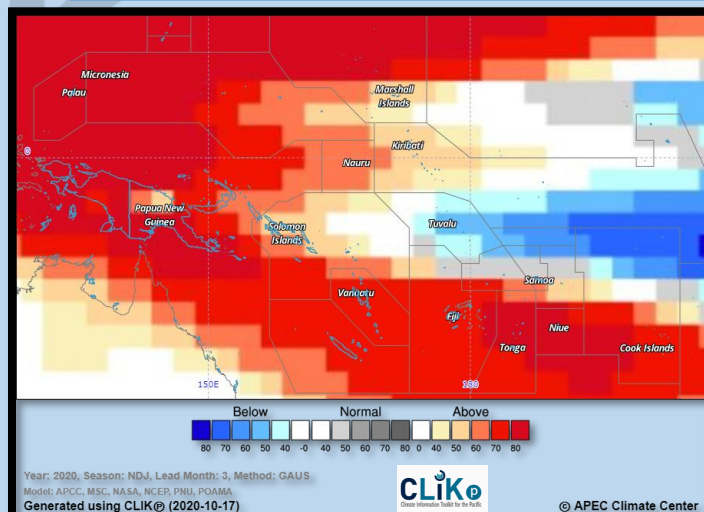 Micronesia
Palau
Marshall
Islands
0
Kiribati
Nauru
Papua New
Guinea
Solomon
Islands
Tuvalu
Samoa
Vanuatu
Fiji
Niue
Tonga
Cook Islands
150E
180
Below Normal Above
80 70 60 50 40 -0 40 50 60 70 80 0 40 50 60 70 80
Year: 2020, Season: NDJ, Lead Month: 3, Method: GAUS
Model: APCC, MSC, NASA, NCEP, PNU, POAMA
Generated using CLIK℗ (2020-10-17)
CLiK℗
Climate Information Toolkit for the Pacific
© APEC Climate Center